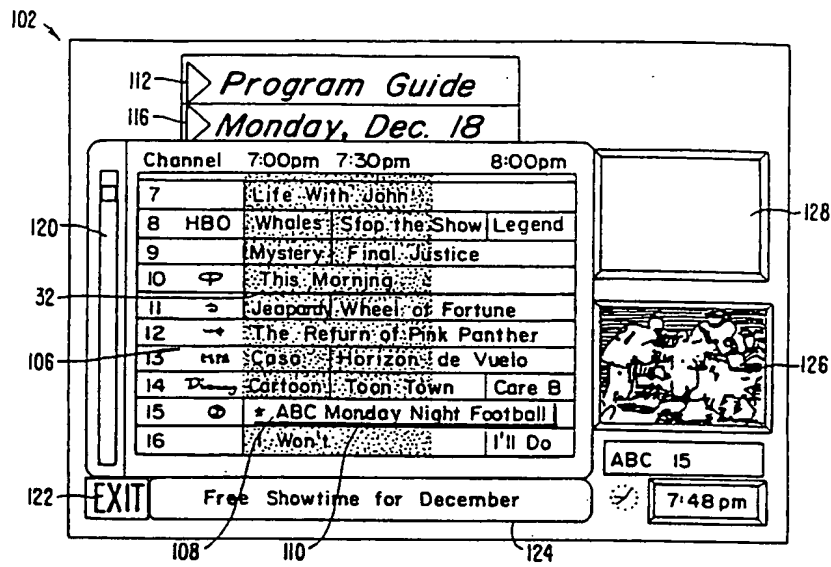 102
112
Program Guide
116
Monday, Dec. 18
Channel 7:00pm 7:30pm 8:00pm
120
7 Life With John
128
8 HBO Whales Stop the Show Legend
9 Mystery Final Justice
10 This Morning
32
11 Jeopardy Wheel of Fortune
12 The Return of Pink Panther
106
13 Casa Horizon de Vuelo
126
14 Disney Cartoon Toon Town Care B
15 * ABC Monday Night Football
16 I Won't I'll Do
ABC 15
122
EXIT Free Showtime for December
7:48pm
108
110
124